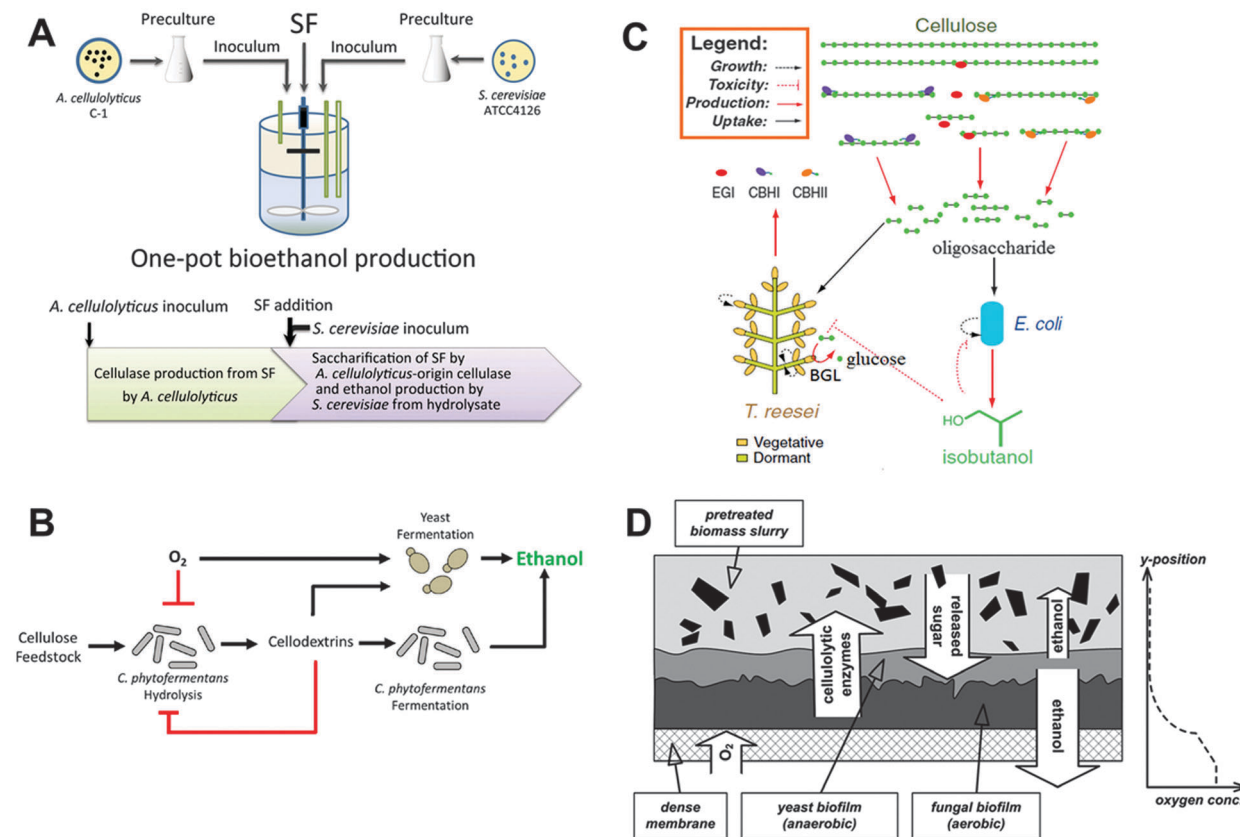 A
Preculture
SF
Preculture
Inoculum
Inoculum
A. cellulolyticus
C-1
S. cerevisiae
ATCC4126
One-pot bioethanol production
A. cellulolyticus inoculum
SF addition
S. cerevisiae inoculum
Cellulase production from SF
by A. cellulolyticus
Saccharification of SF by
A. cellulolyticus-origin cellulase
and ethanol production by
S. cerevisiae from hydrolysate
B
Yeast
Fermentation
O2
Ethanol
Cellulose
Feedstock
Cellodextrins
C. phytofermentans
Hydrolysis
C. phytofermentans
Fermentation
C
Legend:
Growth:
Toxicity:
Production:
Uptake:
Cellulose
EGI
CBHI
CBHII
oligosaccharide
E. coli
glucose
BGL
T. reesei
HO
isobutanol
Vegetative
Dormant
D
pretreated
biomass slurry
y-position
cellulolytic
enzymes
released
sugar
ethanol
ethanol
O2
dense
membrane
yeast biofilm
(anaerobic)
fungal biofilm
(aerobic)
oxygen conc.